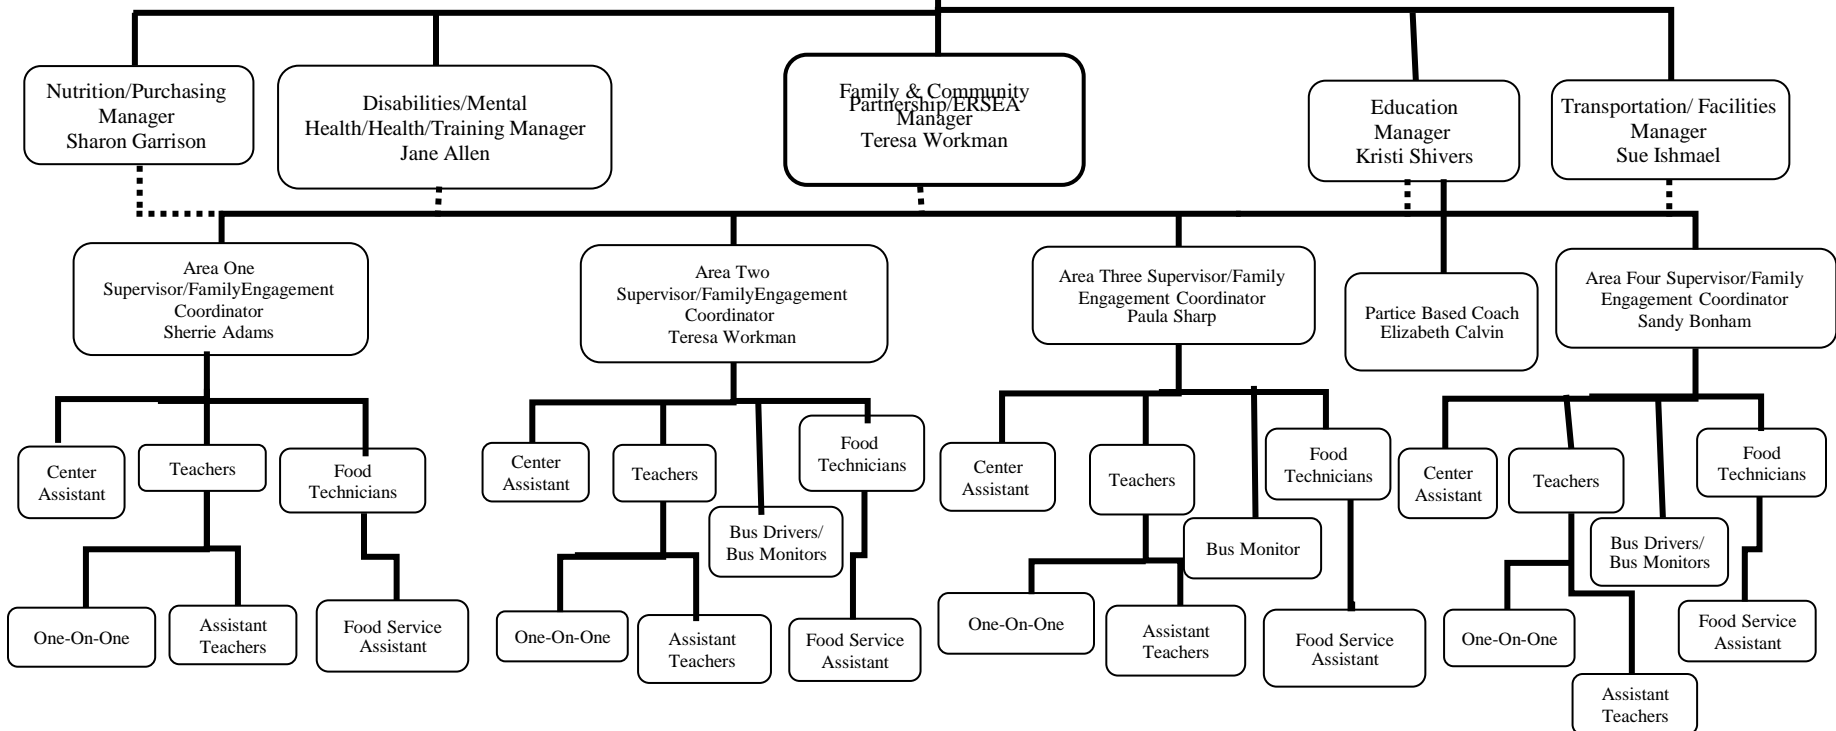 Nutrition/Purchasing
Manager
Sharon Garrison
Disabilities/Mental
Health/Health/Training Manager
Jane Allen
Family & Community
Partnership/ERSEA
Manager
Teresa Workman
Education
Manager
Kristi Shivers
Transportation/ Facilities
Manager
Sue Ishmael
Area One
Supervisor/FamilyEngagement
Coordinator
Sherrie Adams
Area Two
Supervisor/FamilyEngagement
Coordinator
Teresa Workman
Area Three Supervisor/Family
Engagement Coordinator
Paula Sharp
Partice Based Coach
Elizabeth Calvin
Area Four Supervisor/Family
Engagement Coordinator
Sandy Bonham
Center
Assistant
Teachers
Food
Technicians
One-On-One
Assistant
Teachers
Food Service
Assistant
Center
Assistant
Teachers
Bus Drivers/
Bus Monitors
Food
Technicians
One-On-One
Assistant
Teachers
Food Service
Assistant
Center
Assistant
Teachers
Bus Monitor
Food
Technicians
One-On-One
Assistant
Teachers
Food Service
Assistant
Center
Assistant
Teachers
Bus Drivers/
Bus Monitors
Food
Technicians
One-On-One
Assistant
Teachers
Food Service
Assistant